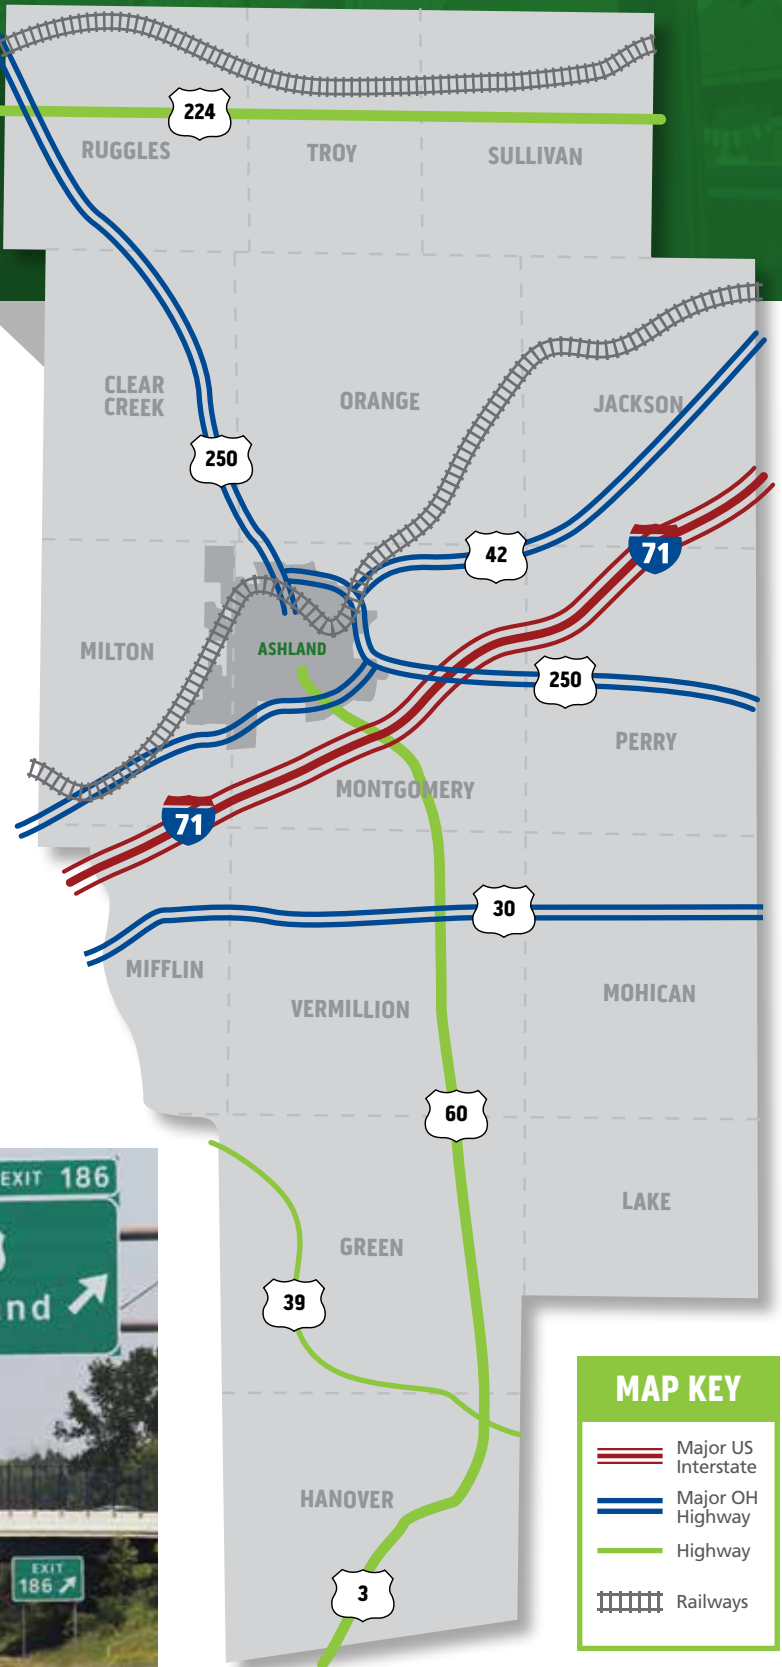 224
RUGGLES
TROY
SULLIVAN
CLEAR
CREEK
ORANGE
JACKSON
250
42
71
MILTON
ASHLAND
250
PERRY
MONTGOMERY
71
30
MIFFLIN
VERMILLION
MOHICAN
60
LAKE
GREEN
39
HANOVER
3
EXIT 186
nd
EXIT
186
MAP KEY
Major US
Interstate
Major OH
Highway
Highway
Railways